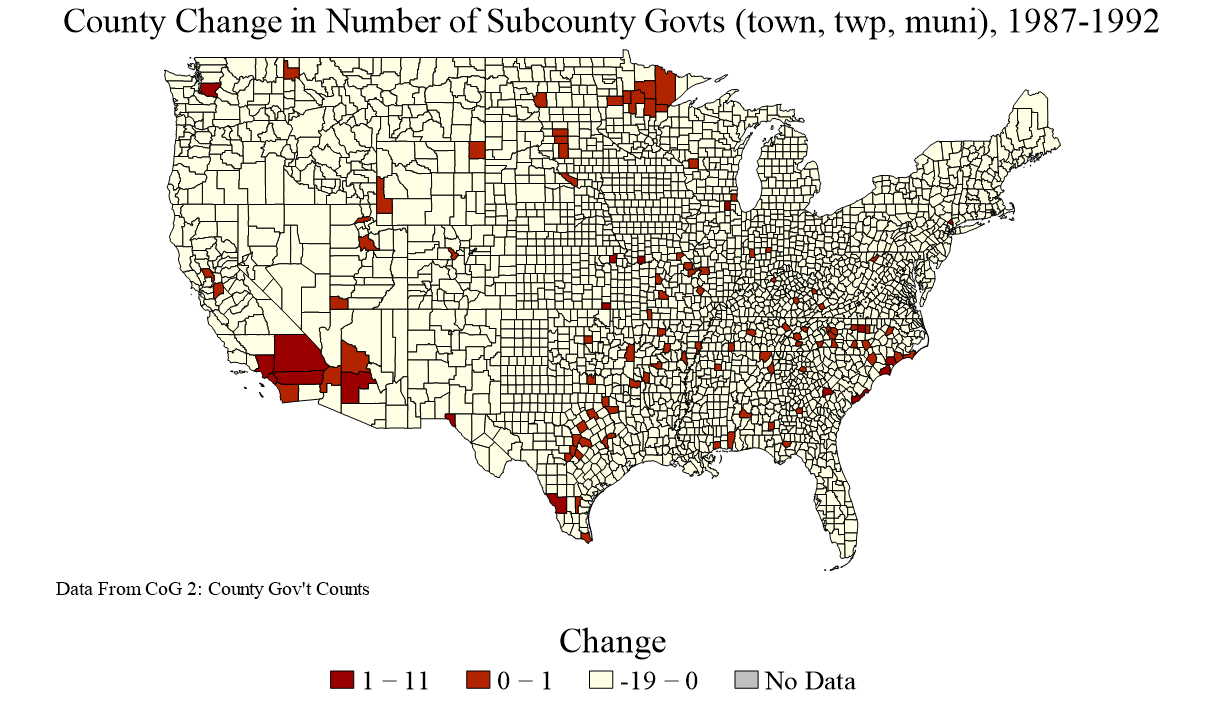 County Change in Number of Subcounty Govts (town, twp, muni), 1987-1992
Data From CoG 2: County Gov't Counts
Change
1 − 11 0 − 1 -19 − 0 No Data